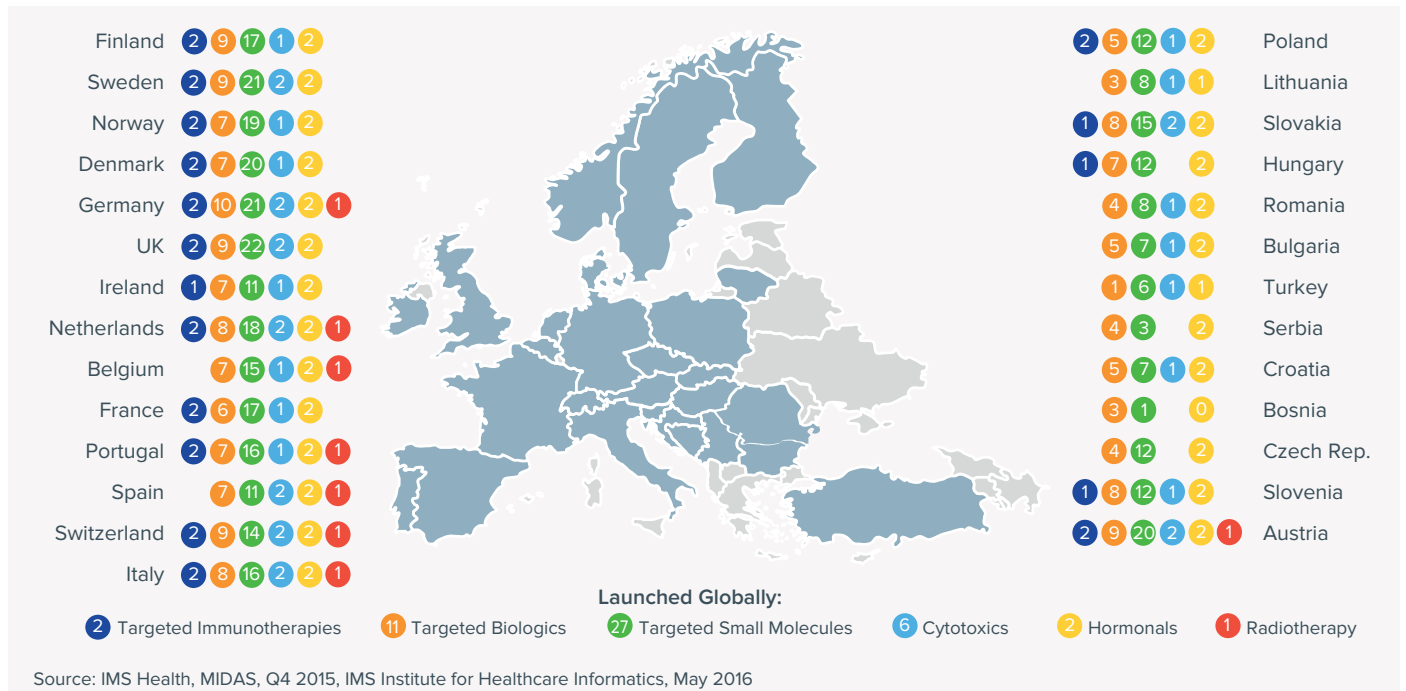 Finland 2 9 17 1 2
Sweden 2 9 21 2 2
Norway 2 7 19 1 2
Denmark 2 7 20 1 2
Germany 2 10 21 2 2 1
UK 2 9 22 2 2
Ireland 1 7 11 1 2
Netherlands 2 8 18 2 2 1
Belgium 7 15 1 2 1
France 2 6 17 1 2
Portugal 2 7 16 1 2 1
Spain 7 11 2 2 1
Switzerland 2 9 14 2 2 1
Italy 2 8 16 2 2 1
2 5 12 1 2 Poland
3 8 1 1 Lithuania
1 8 15 2 2 Slovakia
1 7 12 2 Hungary
4 8 1 2 Romania
5 7 1 2 Bulgaria
1 6 1 1 Turkey
4 3 2 Serbia
5 7 1 2 Croatia
3 1 0 Bosnia
4 12 2 Czech Rep.
1 8 12 1 2 Slovenia
2 9 20 2 2 1 Austria
Launched Globally:
2 Targeted Immunotherapies 11 Targeted Biologics 27 Targeted Small Molecules 6 Cytotoxics 2 Hormonals 1 Radiotherapy
Source: IMS Health, MIDAS, Q4 2015, IMS Institute for Healthcare Informatics, May 2016